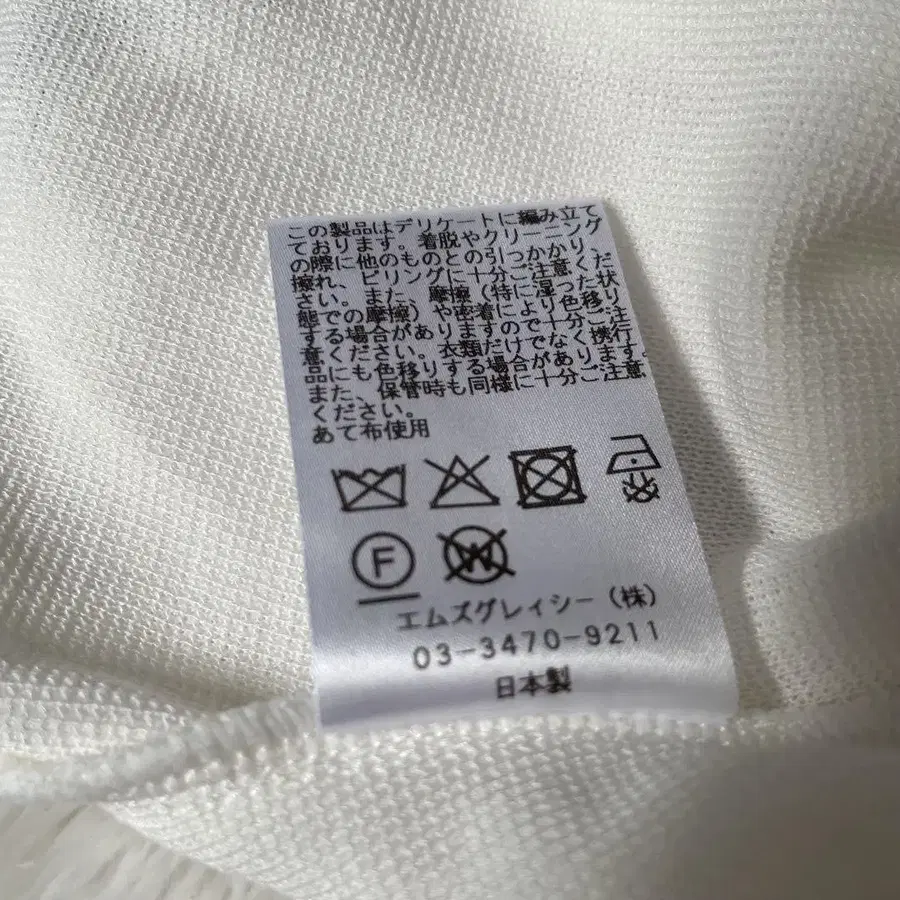 この製品はデリケートに編み立て
ております。着脱やクリーニング
の際に他のものとの引っかかり
擦れ、ピリングに十分ご注意くだ
さい。また、摩擦（特に湿った状
態での摩擦）や密着により色移り
する場合がありますので十分ご注
意ください。衣類だけでなく携行
品にも色移りする場合があります。
また、保管時も同様に十分ご注意
ください。
あて布使用
F
W
エムズグレイシー（株）
03-3470-9211
日本製